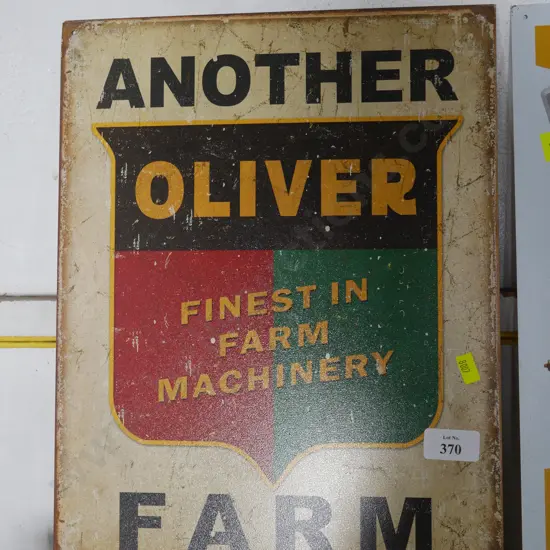 ANOTHER
OLIVER
FINEST IN
FARM
MACHINERY
Lot No.
370
FARM